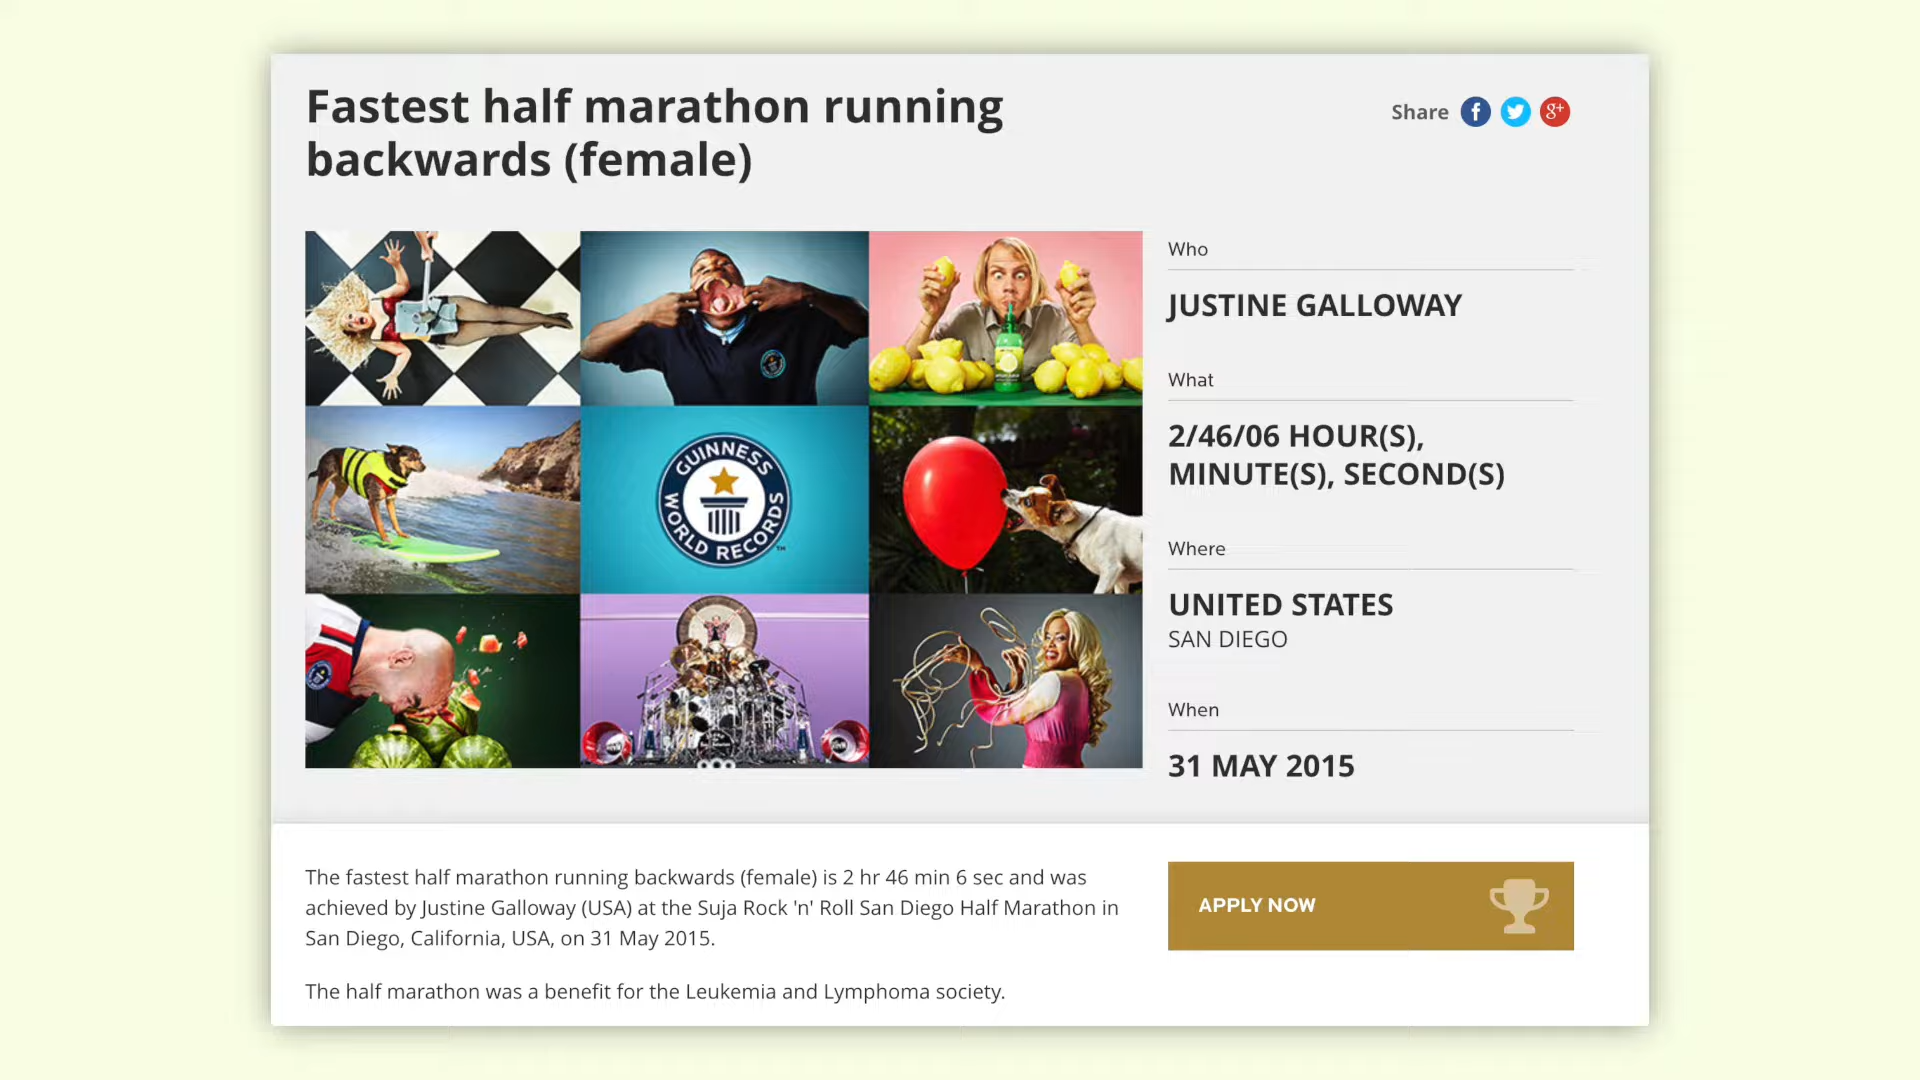 Fastest half marathon running
backwards (female)
Share
GUINNESS
WORLD RECORDS
TM
Who
JUSTINE GALLOWAY
What
2/46/06 HOUR(S),
MINUTE(S), SECOND(S)
Where
UNITED STATES
SAN DIEGO
When
31 MAY 2015
The fastest half marathon running backwards (female) is 2 hr 46 min 6 sec and was
achieved by Justine Galloway (USA) at the Suja Rock 'n' Roll San Diego Half Marathon in
San Diego, California, USA, on 31 May 2015.
The half marathon was a benefit for the Leukemia and Lymphoma society.
APPLY NOW